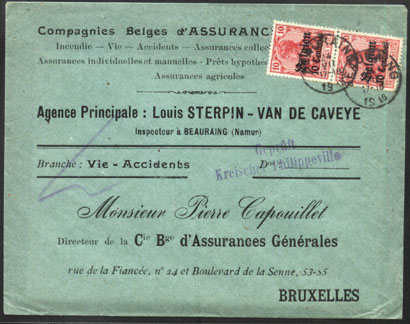 Compagnies Belges d'ASSURANC
Incendie - Vie - Accidents - Assurances collec
Assurances individuelles et manuelles - Prêts hypothé
Assurances agricoles
Agence Principale : Louis STERPIN - VAN DE CAVEYE
Inspecteur à BEAURAING (Namur)
Branche : Vie - Accidents
Geprüft
Kreischef Philippeville
Monsieur Pierre Capouillet
Directeur de la Cie Bge d'Assurances Générales
rue de la Fiancée, n° 24 et Boulevard de la Senne, 53-55
BRUXELLES